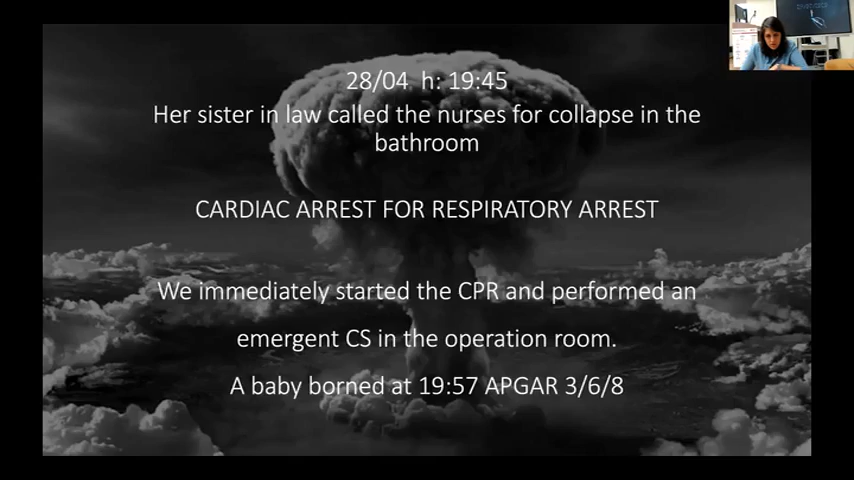 28/04 h: 19:45
Her sister in law called the nurses for collapse in the
bathroom
CARDIAC ARREST FOR RESPIRATORY ARREST
We immediately started the CPR and performed an
emergent CS in the operation room.
A baby borned at 19:57 APGAR 3/6/8